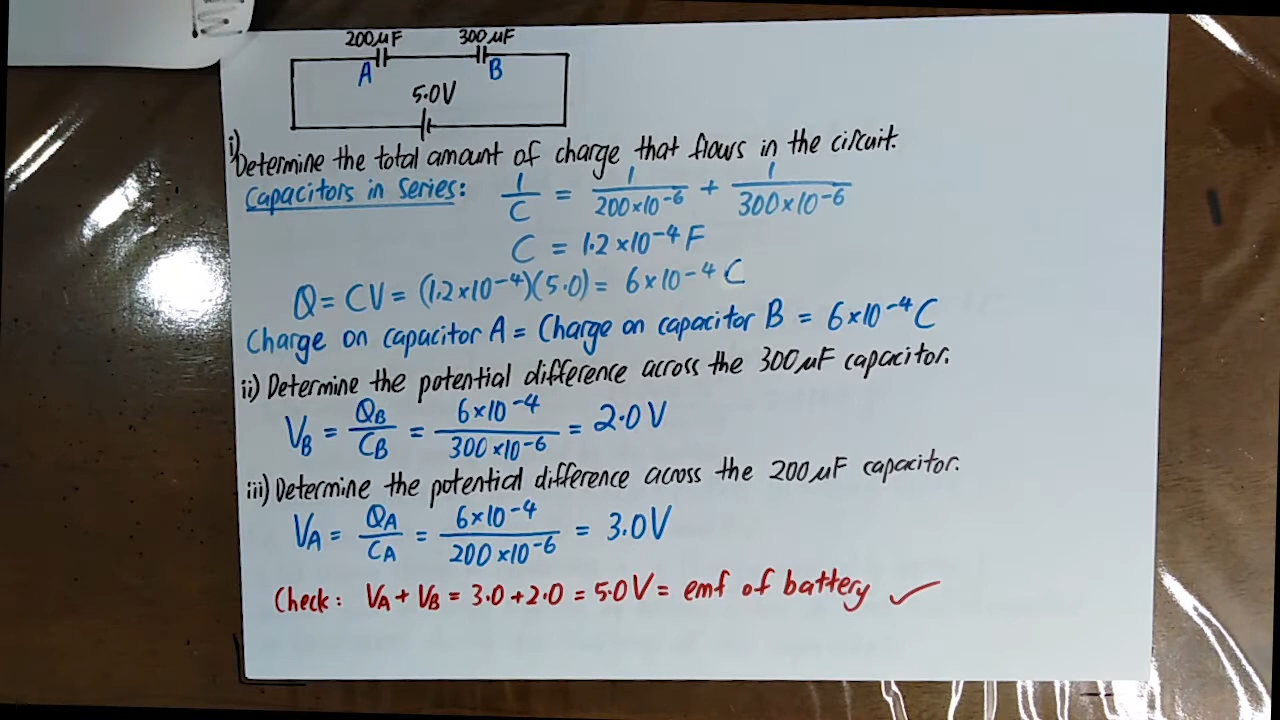 200μF 300μF
A B
5.0V
i) Determine the total amount of charge that flows in the circuit.
Capacitors in series: 1/C = 1/200×10⁻⁶ + 1/300×10⁻⁶
C = 1.2×10⁻⁴ F
Q = CV = (1.2×10⁻⁴)(5.0) = 6×10⁻⁴ C
Charge on capacitor A = Charge on capacitor B = 6×10⁻⁴ C
ii) Determine the potential difference across the 300μF capacitor.
V_B = Q_B/C_B = 6×10⁻⁴/300×10⁻⁶ = 2.0 V
iii) Determine the potential difference across the 200μF capacitor.
V_A = Q_A/C_A = 6×10⁻⁴/200×10⁻⁶ = 3.0V
Check: V_A + V_B = 3.0+2.0 = 5.0V = emf of battery ✓